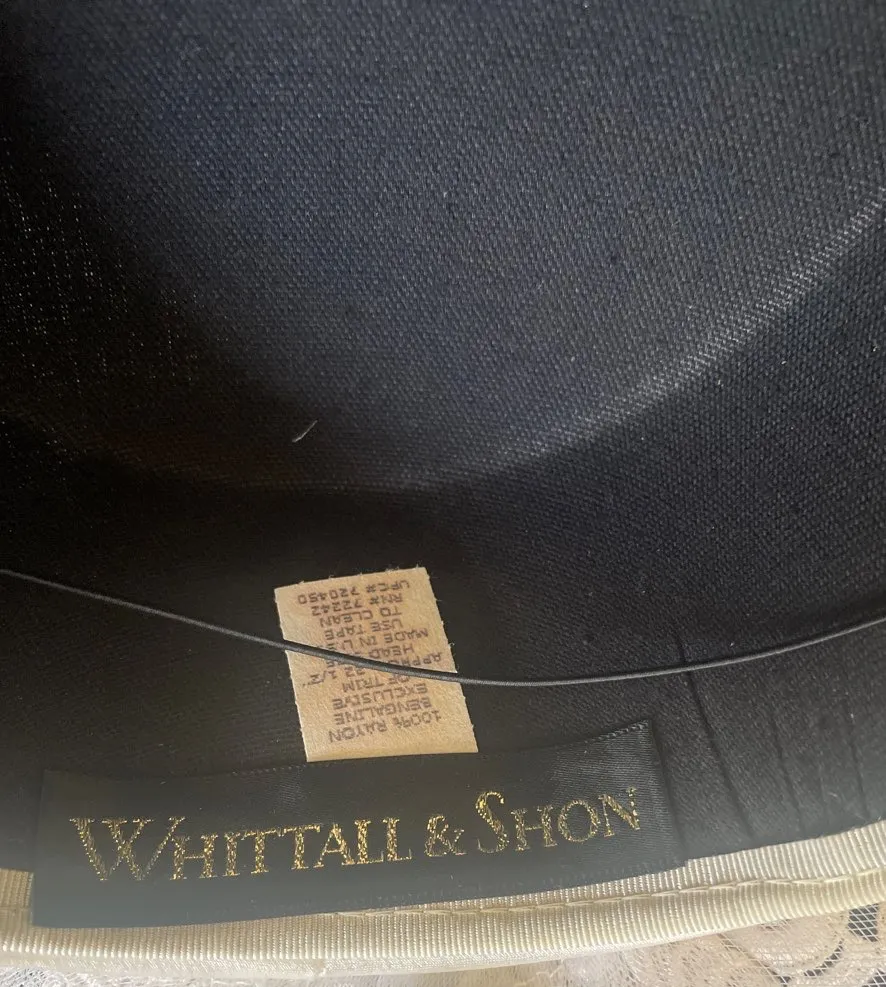 100% RAYON
BENGALINE
EXCLUSIVE
OF TRIM
22 1/2"
HEAD
MADE IN
USE TAPE
TO CLEAN
RN# 72242
UPC# 720450
WHITTALL & SHON